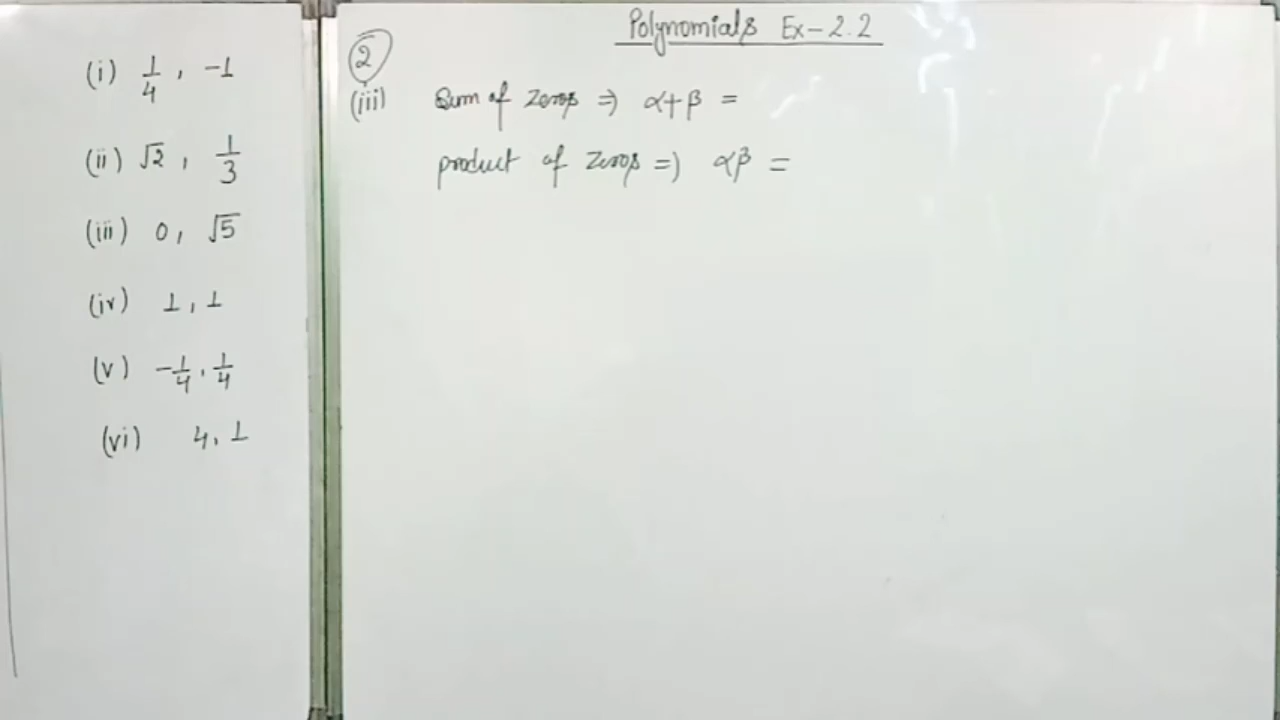 (i) 1/4 , -1
(ii) √2 , 1/3
(iii) 0, √5
(iv) 1, 1
(v) -1/4, 1/4
(vi) 4, 1
Polynomials Ex-2.2
2
(iii) Sum of zeros ⇒ α+β =
product of zeros ⇒ αβ =